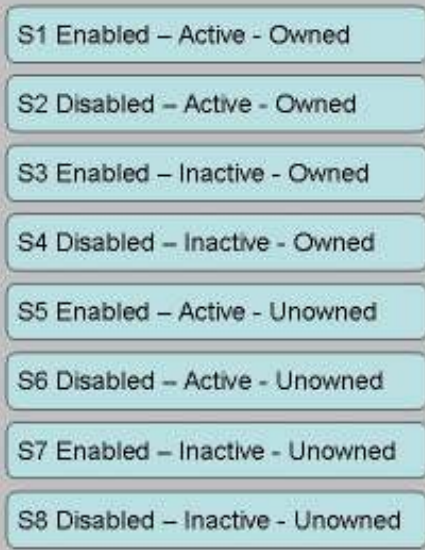 S1 Enabled – Active - Owned
S2 Disabled – Active - Owned
S3 Enabled – Inactive - Owned
S4 Disabled – Inactive - Owned
S5 Enabled – Active - Unowned
S6 Disabled – Active - Unowned
S7 Enabled – Inactive - Unowned
S8 Disabled – Inactive - Unowned